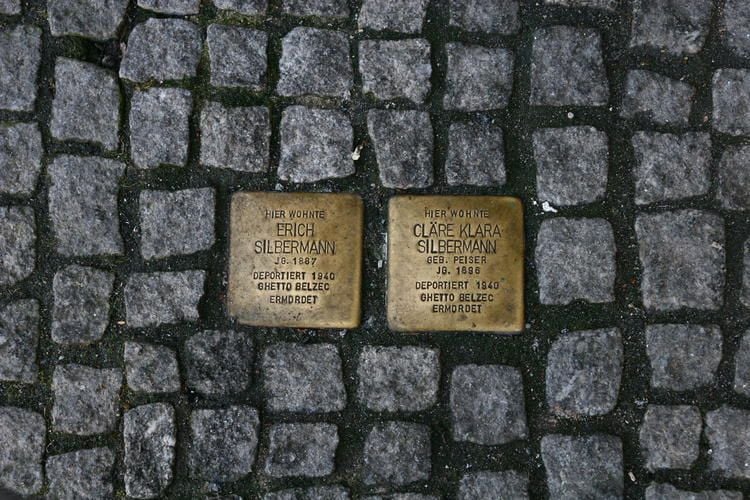 HIER WOHNTE
ERICH
SILBERMANN
JG. 1887
DEPORTIERT 1940
GHETTO BELZEC
ERMORDET
HIER WOHNTE
CLÄRE KLARA
SILBERMANN
GEB. PEISER
JG. 1896
DEPORTIERT 1940
GHETTO BELZEC
ERMORDET